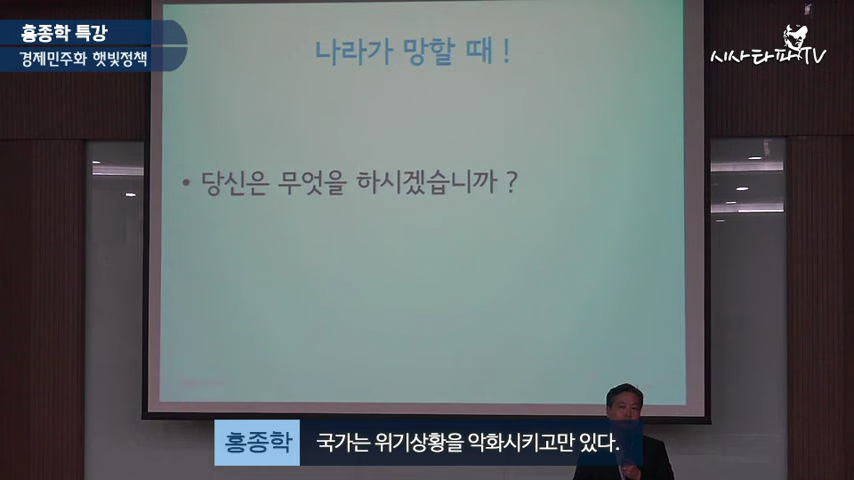 홍종학 특강
경제민주화 햇빛정책
시사타파TV
나라가 망할 때 !
• 당신은 무엇을 하시겠습니까 ?
홍종학
국가는 위기상황을 악화시키고만 있다.